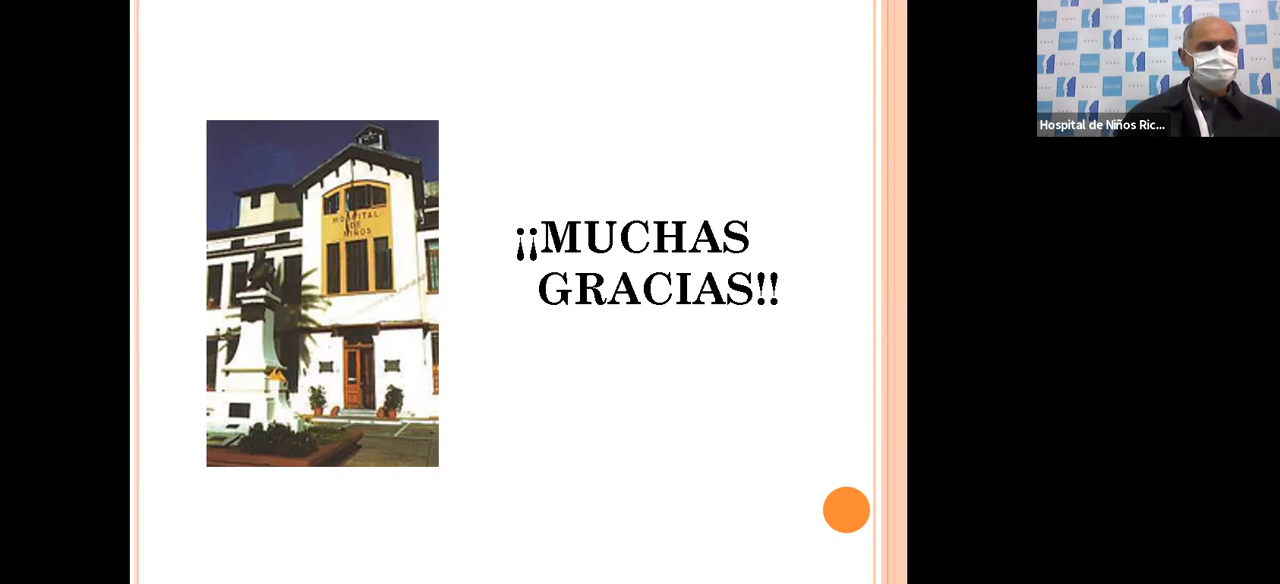 HOSPITAL
DE
NIÑOS
¡¡MUCHAS
GRACIAS!!
Hospital de Niños Ric...